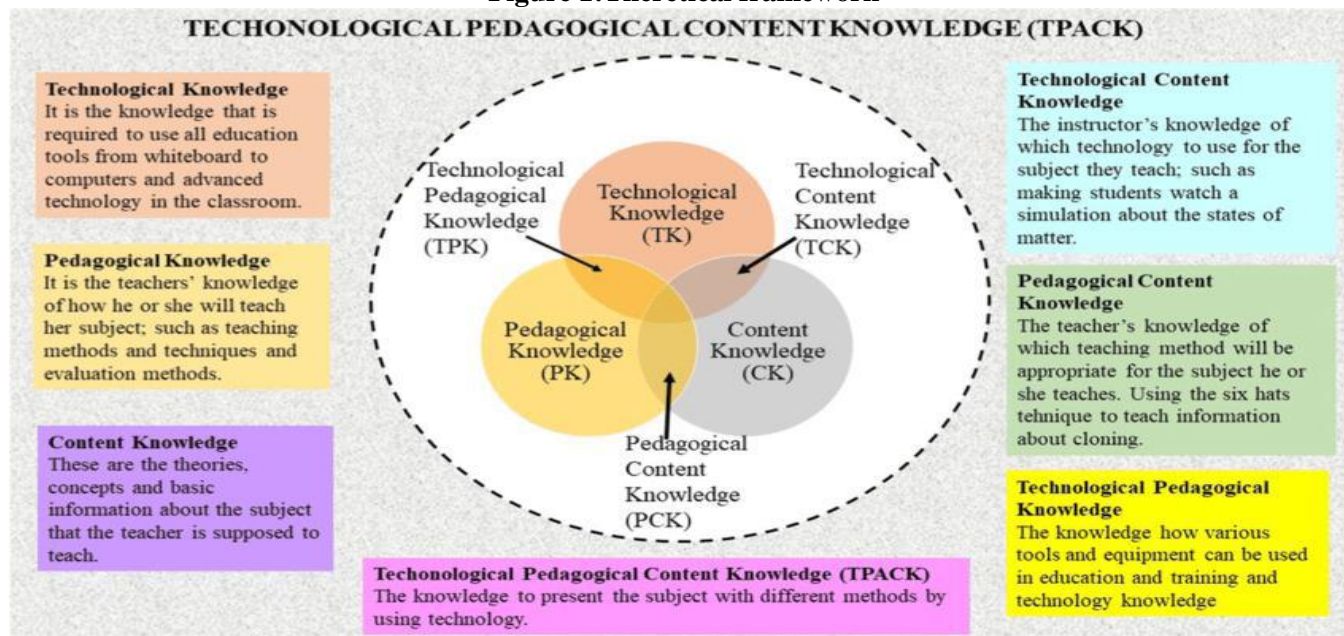 TECHONOLOGICAL PEDAGOGICAL CONTENT KNOWLEDGE (TPACK)
Technological Knowledge
It is the knowledge that is
required to use all education
tools from whiteboard to
computers and advanced
technology in the classroom.
Pedagogical Knowledge
It is the teachers' knowledge
of how he or she will teach
her subject; such as teaching
methods and techniques and
evaluation methods.
Content Knowledge
These are the theories,
concepts and basic
information about the subject
that the teacher is supposed to
teach.
Technological
Pedagogical
Knowledge
(TPK)
Technological
Knowledge
(TK)
Technological
Content
Knowledge
(TCK)
Pedagogical
Knowledge
(PK)
Content
Knowledge
(CK)
Pedagogical
Content
Knowledge
(PCK)
Techonological Pedagogical Content Knowledge (TPACK)
The knowledge to present the subject with different methods by
using technology.
Technological Content
Knowledge
The instructor's knowledge of
which technology to use for the
subject they teach; such as
making students watch a
simulation about the states of
matter.
Pedagogical Content
Knowledge
The teacher's knowledge of
which teaching method will be
appropriate for the subject he or
she teaches. Using the six hats
tehnique to teach information
about cloning.
Technological Pedagogical
Knowledge
The knowledge how various
tools and equipment can be used
in education and training and
technology knowledge